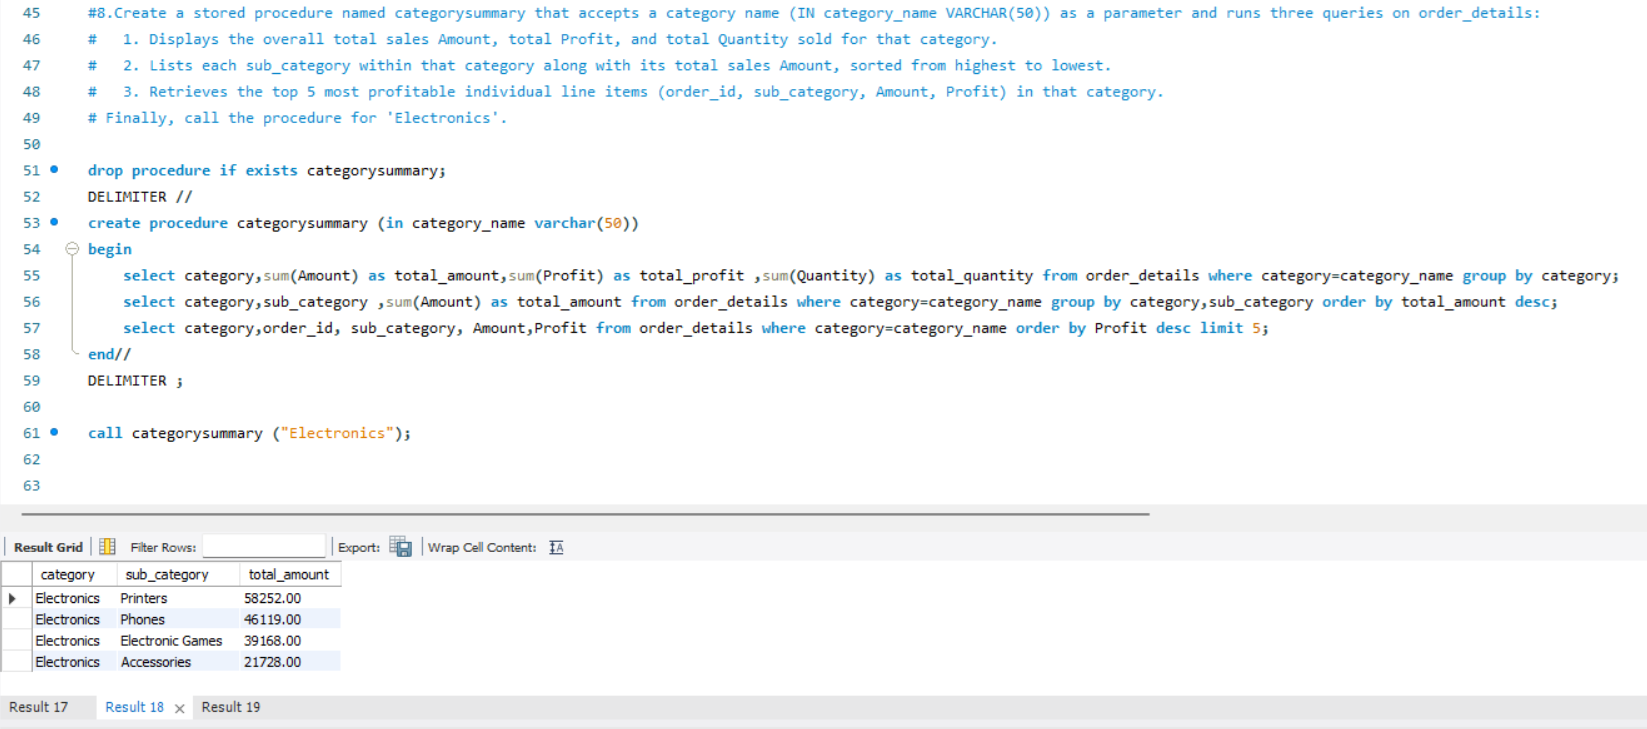 45 #8.Create a stored procedure named categorysummary that accepts a category name (IN category_name VARCHAR(50)) as a parameter and runs three queries on order_details:
46 #   1. Displays the overall total sales Amount, total Profit, and total Quantity sold for that category.
47 #   2. Lists each sub_category within that category along with its total sales Amount, sorted from highest to lowest.
48 #   3. Retrieves the top 5 most profitable individual line items (order_id, sub_category, Amount, Profit) in that category.
49 # Finally, call the procedure for 'Electronics'.
50
51 drop procedure if exists categorysummary;
52 DELIMITER //
53 create procedure categorysummary (in category_name varchar(50))
54 begin
55     select category,sum(Amount) as total_amount,sum(Profit) as total_profit ,sum(Quantity) as total_quantity from order_details where category=category_name group by category;
56     select category,sub_category ,sum(Amount) as total_amount from order_details where category=category_name group by category,sub_category order by total_amount desc;
57     select category,order_id, sub_category, Amount,Profit from order_details where category=category_name order by Profit desc limit 5;
58 end//
59 DELIMITER ;
60
61 call categorysummary ("Electronics");
62
63
Result Grid Filter Rows: Export: Wrap Cell Content: IA
category sub_category total_amount
Electronics Printers 58252.00
Electronics Phones 46119.00
Electronics Electronic Games 39168.00
Electronics Accessories 21728.00
Result 17 Result 18 × Result 19